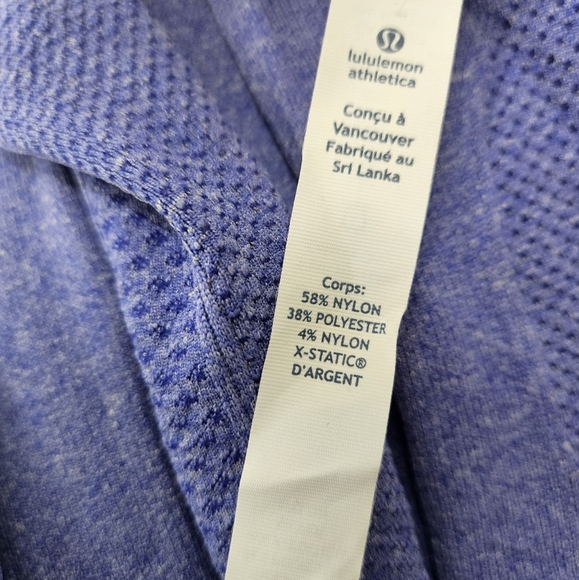 lululemon
athletica
Conçu à
Vancouver
Fabriqué au
Sri Lanka
Corps:
58% NYLON
38% POLYESTER
4% NYLON
X-STATIC®
D'ARGENT